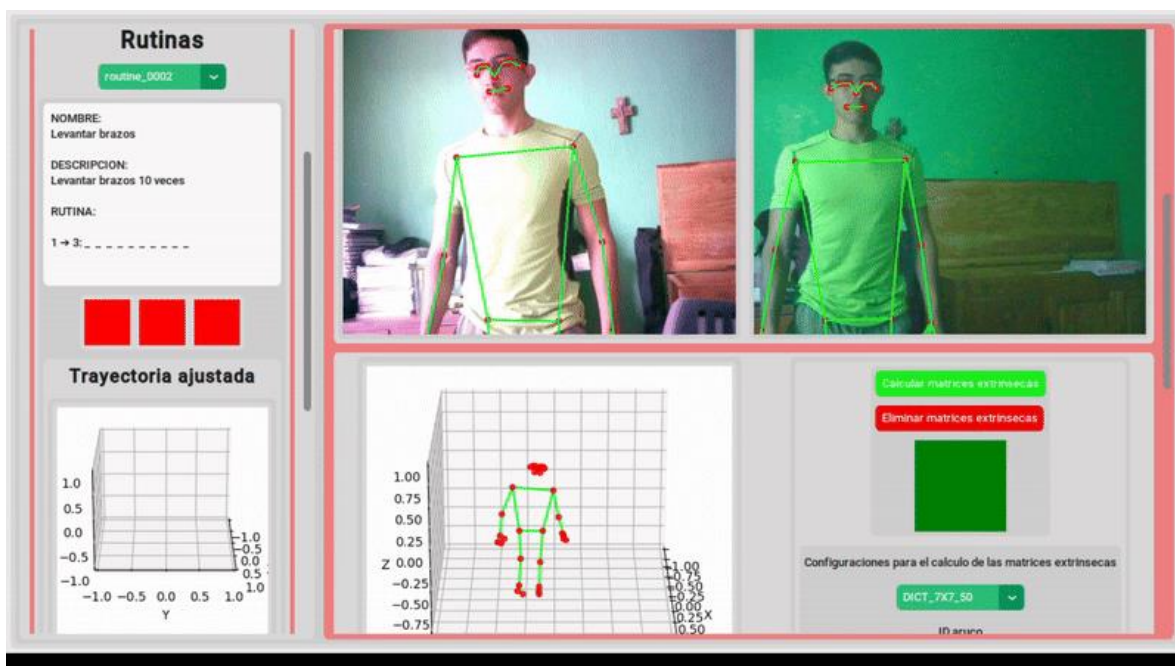 Rutinas
routine_0002
NOMBRE:
Levantar brazos
DESCRIPCION:
Levantar brazos 10 veces
RUTINA:
1 → 3: _ _ _ _ _ _ _ _ _ _
Trayectoria ajustada
1.0
0.5
0.0
−0.5
−1.0
−1.0 −0.5 0.0 0.5 1.0
Y
−1.0
−0.5
0.0
0.5
1.0
1.00
0.75
0.50
0.25
Z 0.00
−0.25
−0.50
−0.75
−1.00
−0.75
−0.50
−0.25
0.00
0.25 X
0.50
Calcular matrices extrinsecas
Eliminar matrices extrinsecas
Configuraciones para el calculo de las matrices extrinsecas
DICT_7X7_50
ID aruco